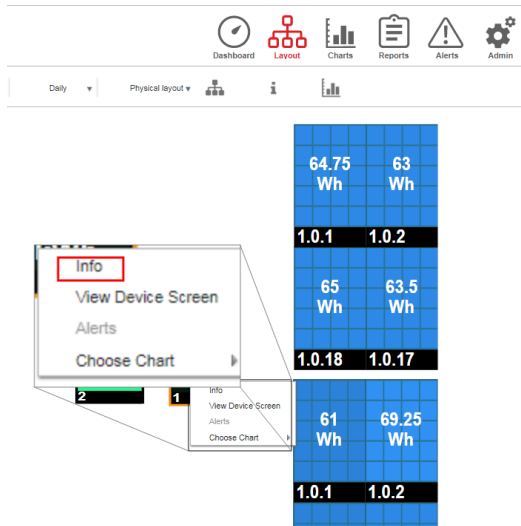 Dashboard
Layout
Charts
Reports
Alerts
Admin
Daily
Physical layout
i
64.75
Wh
63
Wh
1.0.1
1.0.2
Info
View Device Screen
Alerts
Choose Chart
65
Wh
63.5
Wh
1.0.18
1.0.17
2
1
Info
View Device Screen
Alerts
Choose Chart
61
Wh
69.25
Wh
1.0.1
1.0.2